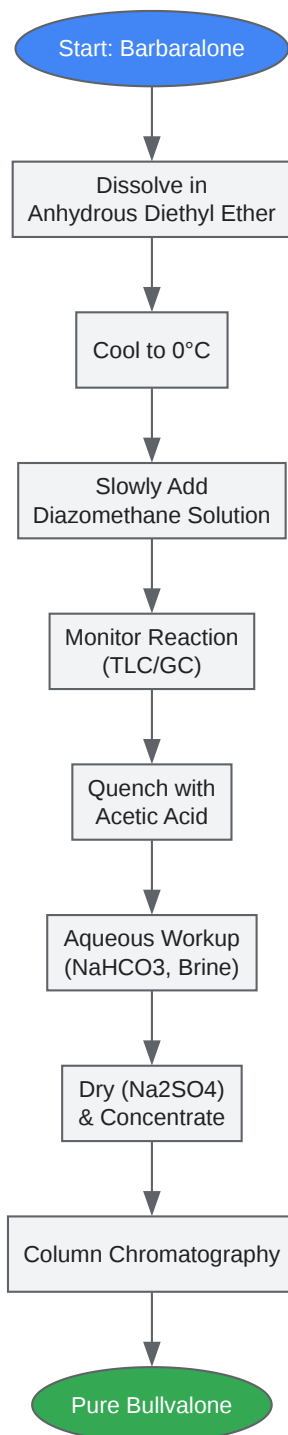 Start: Barbaralone
Dissolve in
Anhydrous Diethyl Ether
Cool to 0°C
Slowly Add
Diazomethane Solution
Monitor Reaction
(TLC/GC)
Quench with
Acetic Acid
Aqueous Workup
(NaHCO3, Brine)
Dry (Na2SO4)
& Concentrate
Column Chromatography
Pure Bullvalone